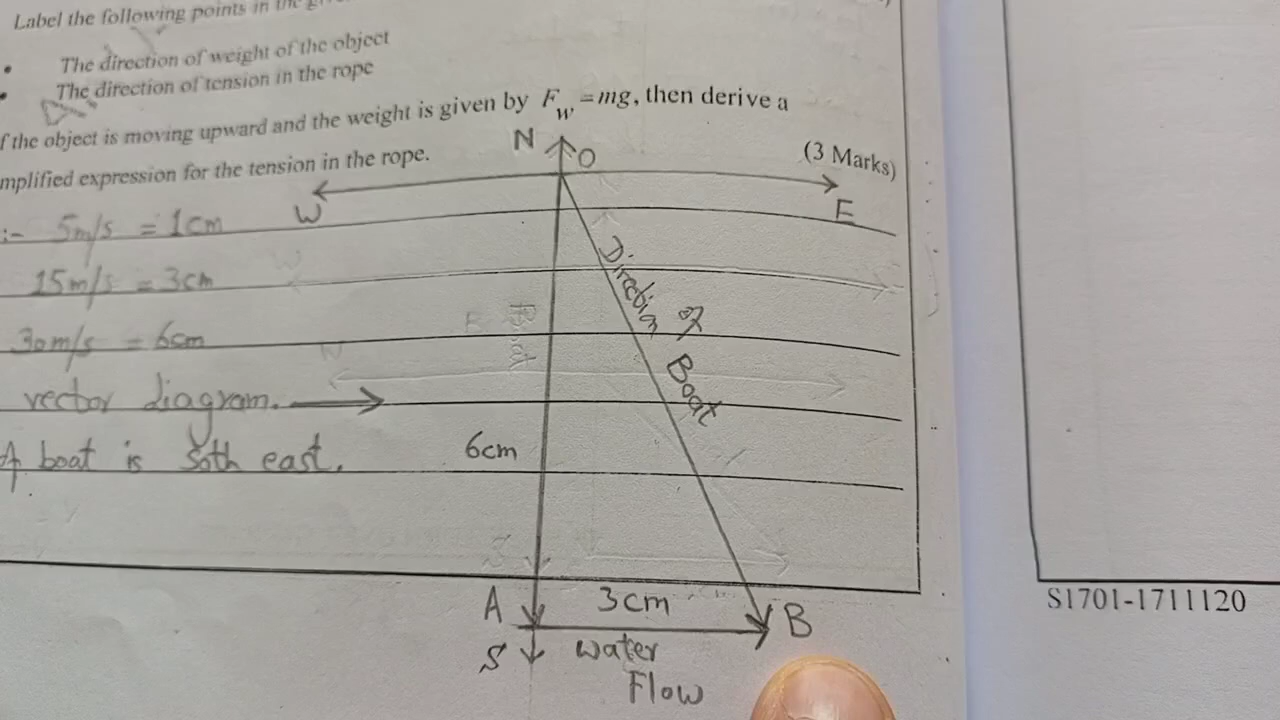 Label the following points in the
• The direction of weight of the object
• The direction of tension in the rope
f the object is moving upward and the weight is given by F_w = mg, then derive a
mplified expression for the tension in the rope.
(3 Marks)
N
O
W
E
:- 5m/s = 1cm
15m/s = 3cm
30m/s = 6cm
vector diagram.
A boat is Soth east.
Direction of Boat
6cm
A
3cm
B
S
water
Flow
S1701-1711120